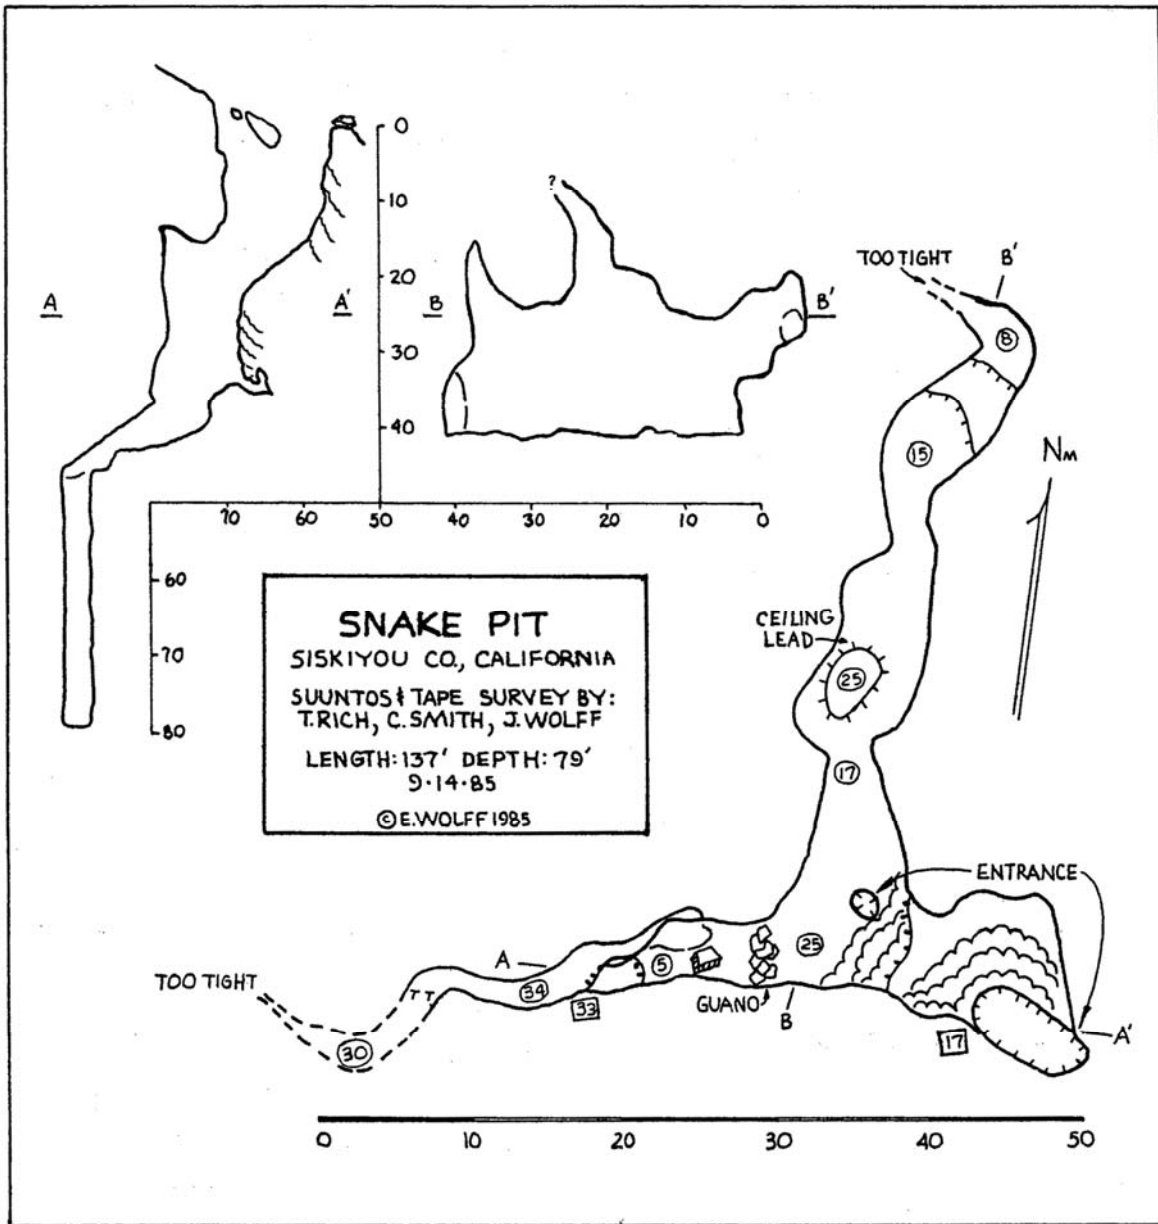 0
10
20
30
40
A
A'
B
?
B'
70
60
50
40
30
20
10
0
60
70
80
SNAKE PIT
SISKIYOU CO., CALIFORNIA
SUUNTOS & TAPE SURVEY BY:
T. RICH, C. SMITH, J. WOLFF
LENGTH: 137' DEPTH: 79'
9·14·85
© E. WOLFF 1985
TOO TIGHT
B'
8
15
NM
CEILING
LEAD
25
17
ENTRANCE
A
5
25
TOO TIGHT
34
33
GUANO
B
17
A'
30
0
10
20
30
40
50